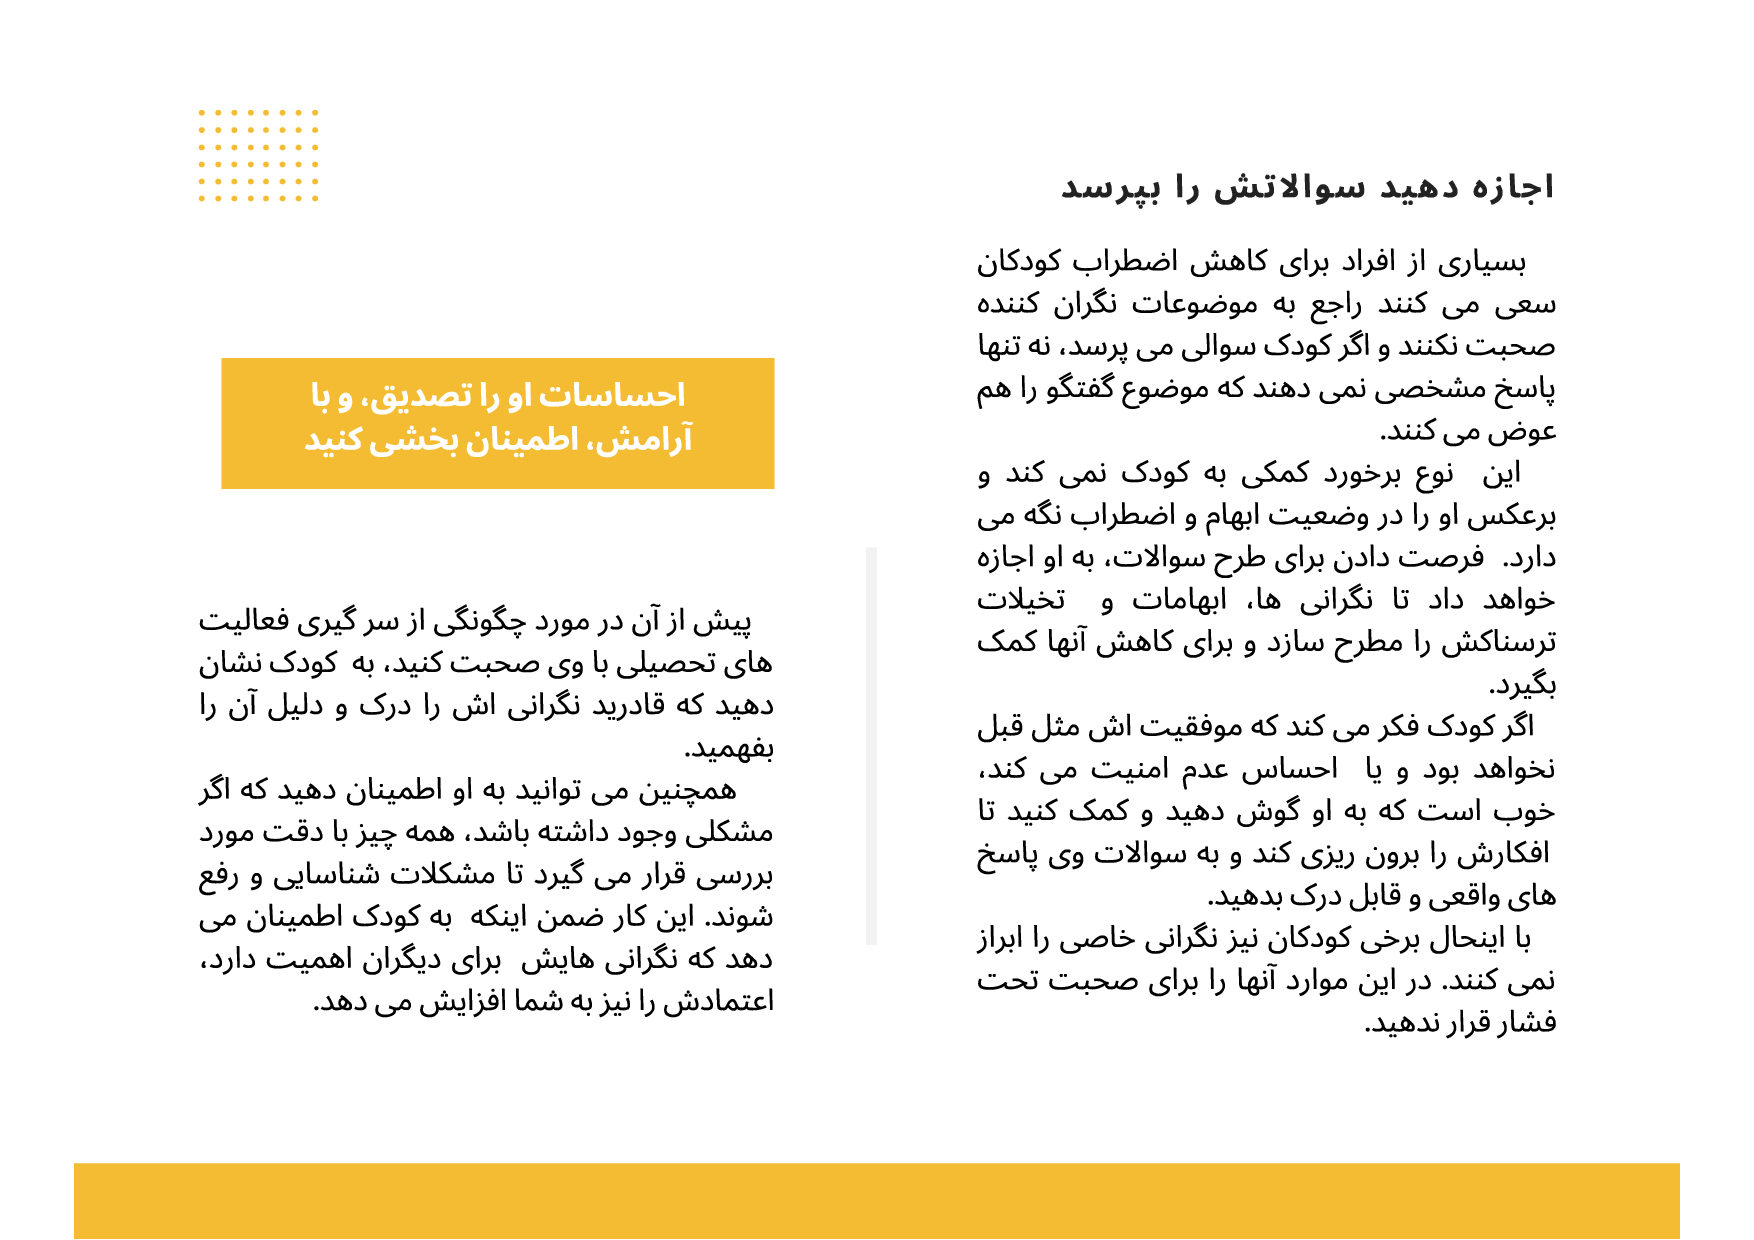 اجازه دهید سوالاتش را بپرسد
بسیاری از افراد برای کاهش اضطراب کودکان
سعی می کنند راجع به موضوعات نگران کننده
صحبت نکنند و اگر کودک سوالی می پرسد، نه تنها
پاسخ مشخصی نمی دهند که موضوع گفتگو را هم
عوض می کنند.
این نوع برخورد کمکی به کودک نمی کند و
برعکس او را در وضعیت ابهام و اضطراب نگه می
دارد. فرصت دادن برای طرح سوالات، به او اجازه
خواهد داد تا نگرانی ها، ابهامات و تخیلات
ترسناکش را مطرح سازد و برای کاهش آنها کمک
بگیرد.
اگر کودک فکر می کند که موفقیت اش مثل قبل
نخواهد بود و یا احساس عدم امنیت می کند،
خوب است که به او گوش دهید و کمک کنید تا
افکارش را برون ریزی کند و به سوالات وی پاسخ
های واقعی و قابل درک بدهید.
با اینحال برخی کودکان نیز نگرانی خاصی را ابراز
نمی کنند. در این موارد آنها را برای صحبت تحت
فشار قرار ندهید.
احساسات او را تصدیق، و با
آرامش، اطمینان بخشی کنید
پیش از آن در مورد چگونگی از سر گیری فعالیت
های تحصیلی با وی صحبت کنید، به کودک نشان
دهید که قادرید نگرانی اش را درک و دلیل آن را
بفهمید.
همچنین می توانید به او اطمینان دهید که اگر
مشکلی وجود داشته باشد، همه چیز با دقت مورد
بررسی قرار می گیرد تا مشکلات شناسایی و رفع
شوند. این کار ضمن اینکه به کودک اطمینان می
دهد که نگرانی هایش برای دیگران اهمیت دارد،
اعتمادش را نیز به شما افزایش می دهد.